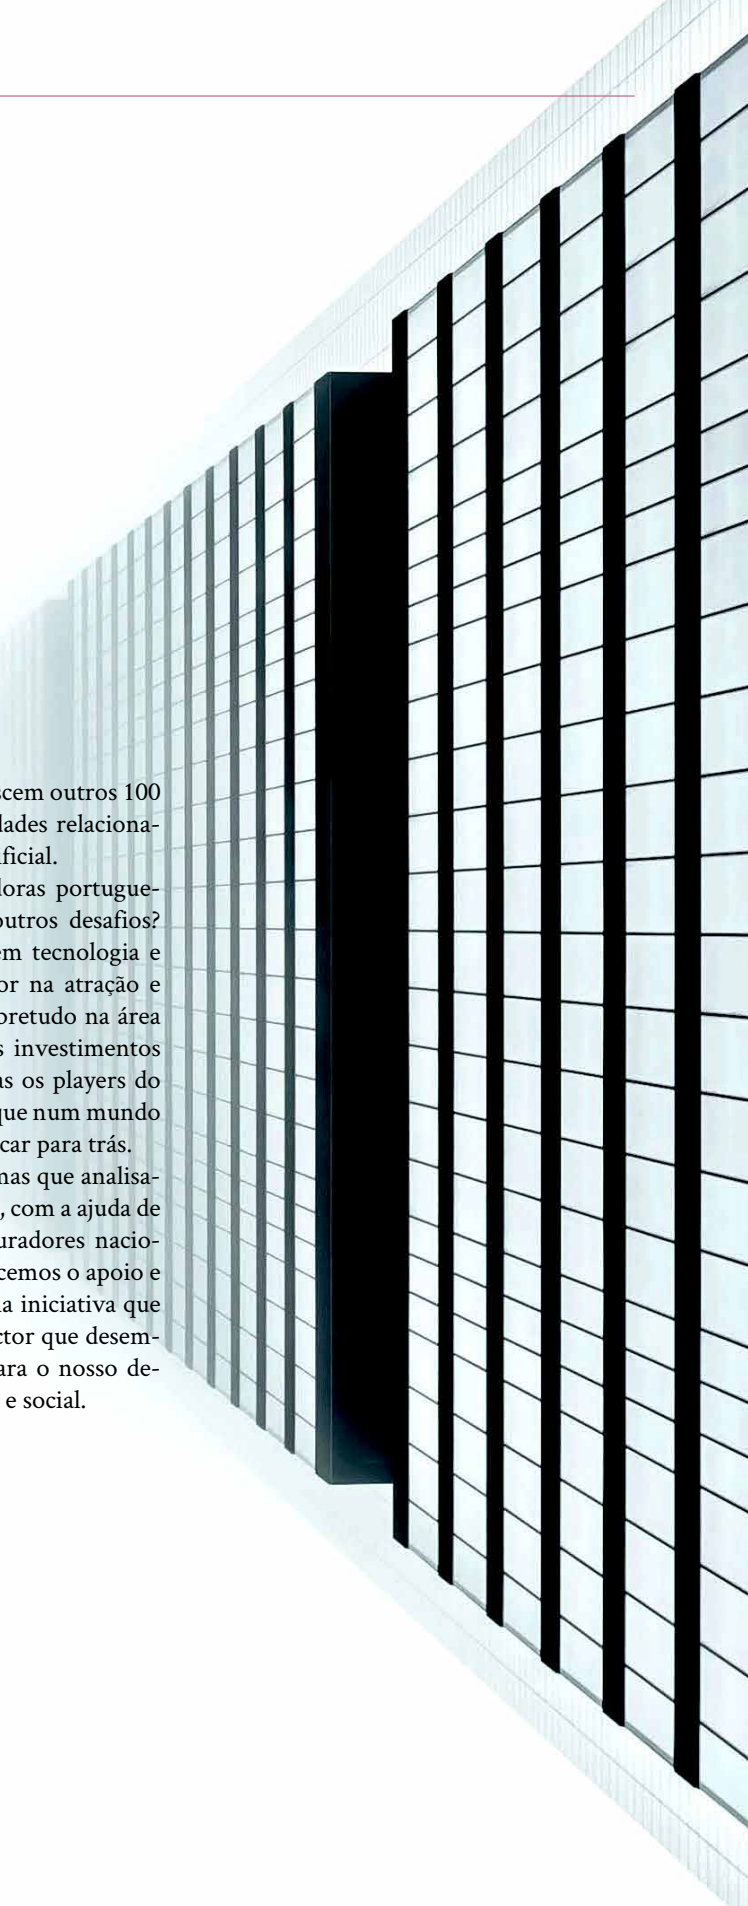 scem outros 100
dades relaciona-
ficial.
doras portugue-
outros desafios?
em tecnologia e
or na atração e
bretudo na área
s investimentos
as os players do
que num mundo
car para trás.
mas que analisa-
, com a ajuda de
uradores nacio-
cemos o apoio e
a iniciativa que
ctor que desem-
ara o nosso de-
e social.